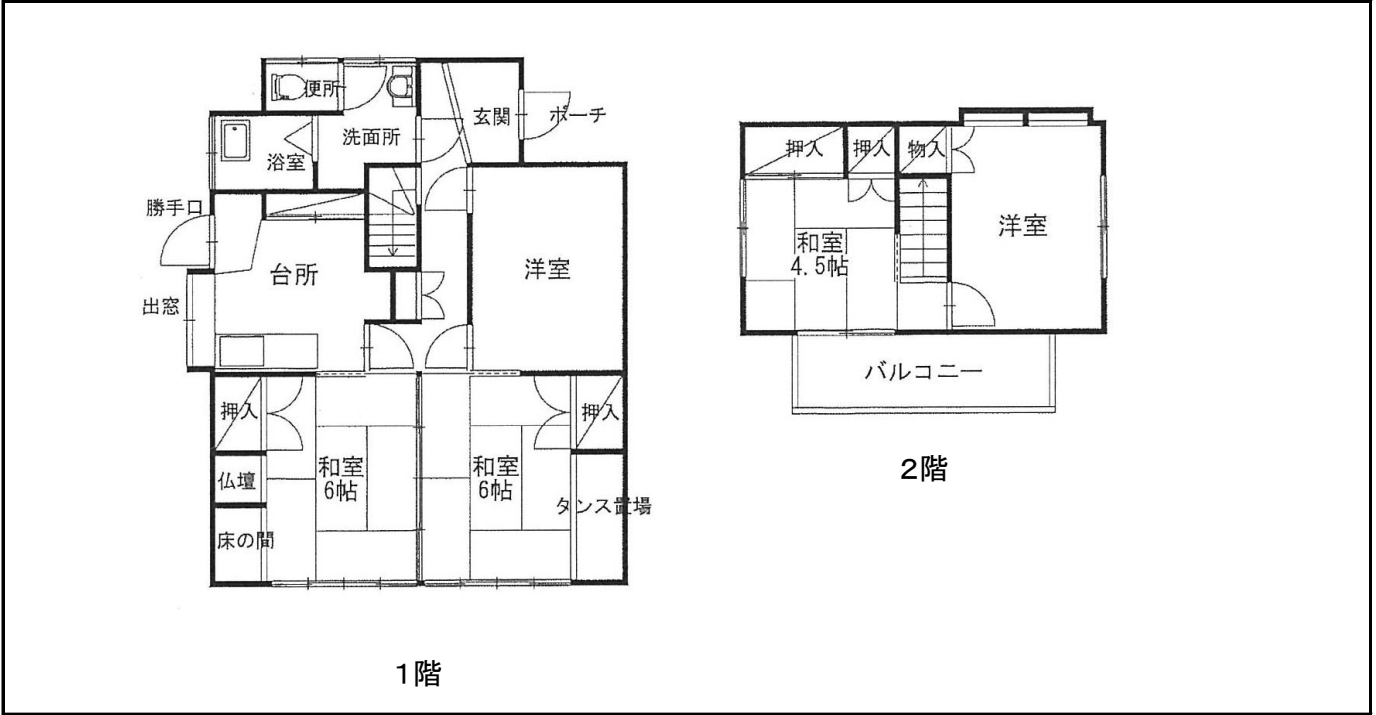 便所
玄関
ポーチ
洗面所
浴室
勝手口
台所
洋室
出窓
押入
押入
仏壇
和室
6帖
和室
6帖
タンス置場
床の間
1階
押入
押入
物入
和室
4.5帖
洋室
バルコニー
2階